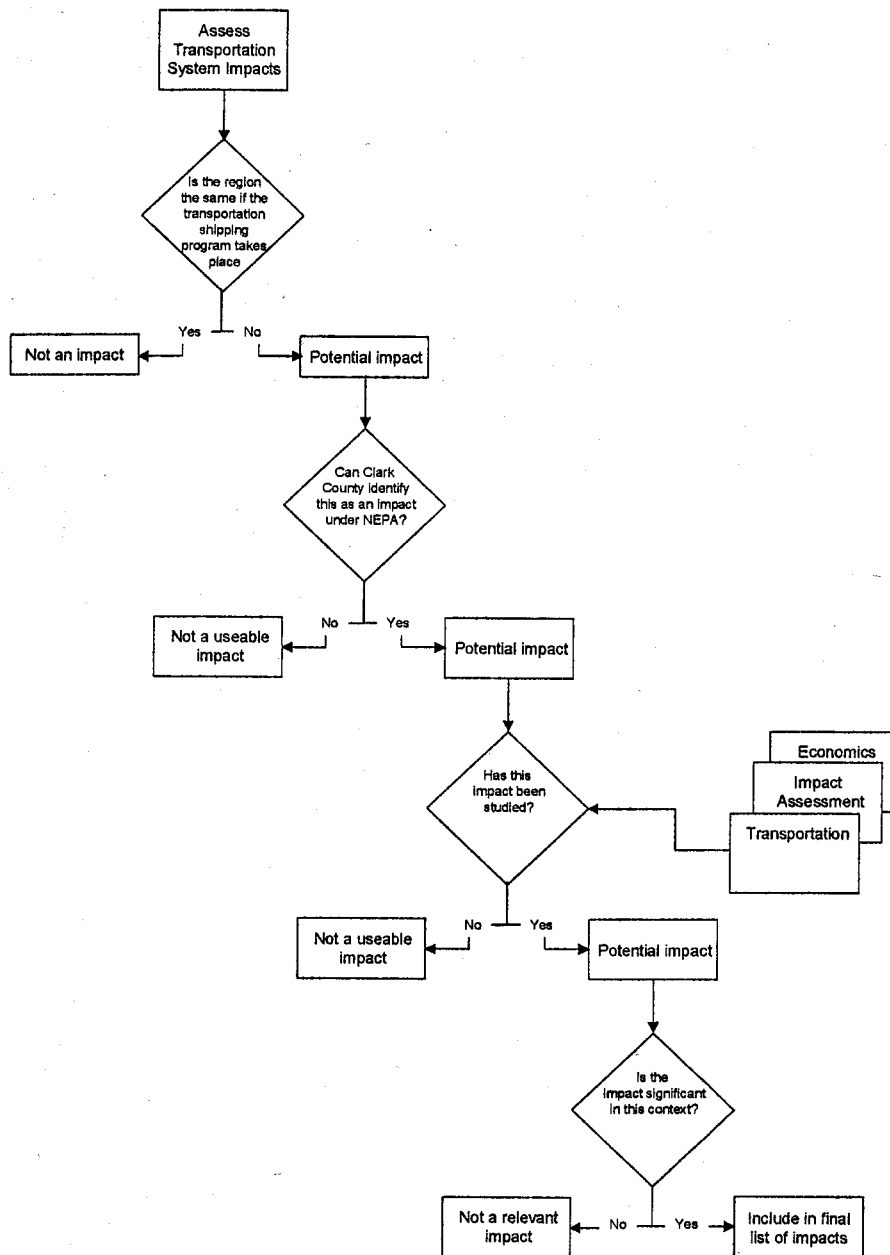 Assess
Transportation
System Impacts
Is the region
the same if the
transportation
shipping
program takes
place
Yes
No
Not an impact
Potential impact
Can Clark
County identify
this as an impact
under NEPA?
No
Yes
Not a useable
impact
Potential impact
Has this
impact been
studied?
Economics
Impact
Assessment
Transportation
No
Yes
Not a useable
impact
Potential impact
Is the
impact significant
in this context?
Not a relevant
impact
No
Yes
Include in final
list of impacts